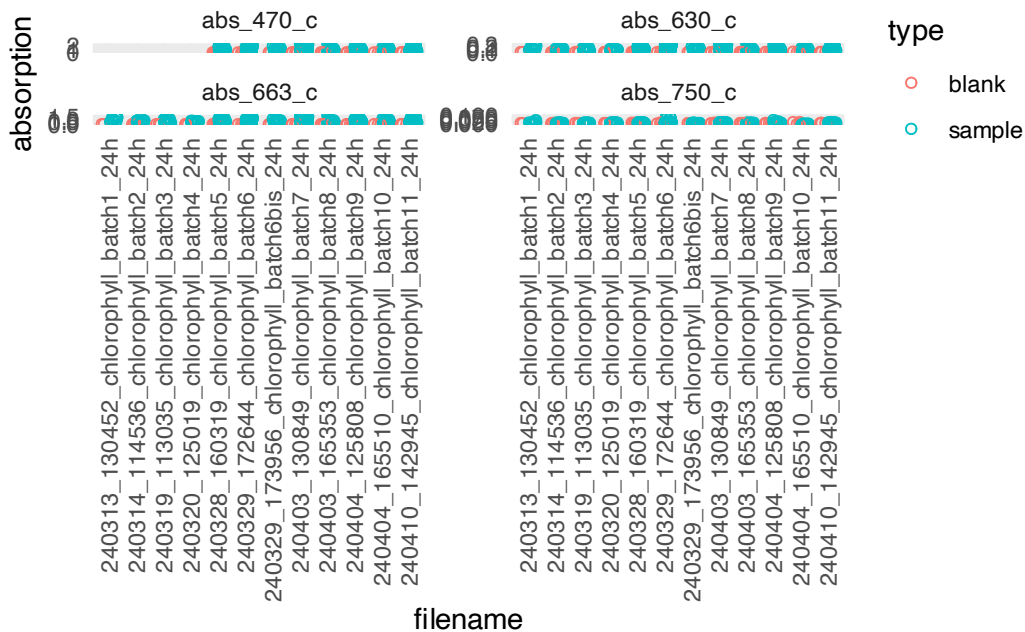 abs_470_c
abs_630_c
type
blank
sample
absorption
abs_663_c
abs_750_c
240313_130452_chlorophyll_batch1_24h
240314_114536_chlorophyll_batch2_24h
240319_113035_chlorophyll_batch3_24h
240320_125019_chlorophyll_batch4_24h
240328_160319_chlorophyll_batch5_24h
240329_172644_chlorophyll_batch6_24h
240329_173956_chlorophyll_batch6bis_24h
240403_130849_chlorophyll_batch7_24h
240403_165353_chlorophyll_batch8_24h
240404_125808_chlorophyll_batch9_24h
240404_165510_chlorophyll_batch10_24h
240410_142945_chlorophyll_batch11_24h
240313_130452_chlorophyll_batch1_24h
240314_114536_chlorophyll_batch2_24h
240319_113035_chlorophyll_batch3_24h
240320_125019_chlorophyll_batch4_24h
240328_160319_chlorophyll_batch5_24h
240329_172644_chlorophyll_batch6_24h
240329_173956_chlorophyll_batch6bis_24h
240403_130849_chlorophyll_batch7_24h
240403_165353_chlorophyll_batch8_24h
240404_125808_chlorophyll_batch9_24h
240404_165510_chlorophyll_batch10_24h
240410_142945_chlorophyll_batch11_24h
filename